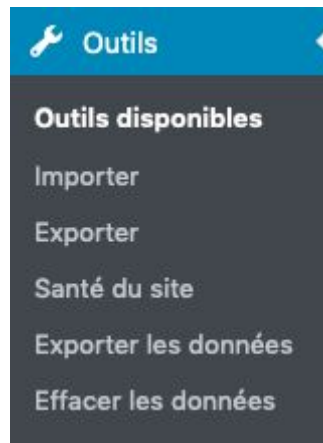 Outils
Outils disponibles
Importer
Exporter
Santé du site
Exporter les données
Effacer les données